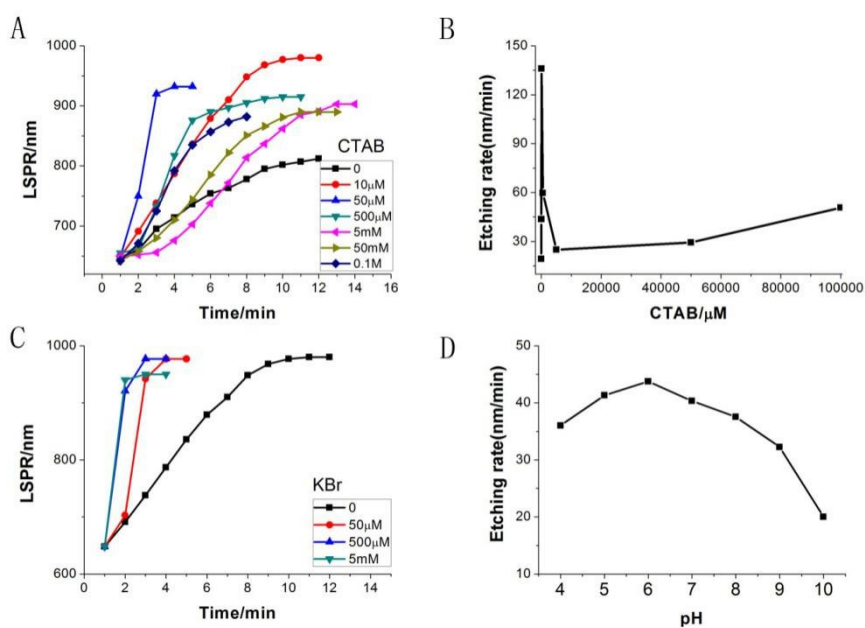 A
LSPR/nm
1000
900
800
700
0 2 4 6 8 10 12 14 16
Time/min
CTAB
0
10μM
50μM
500μM
5mM
50mM
0.1M
B
Etching rate(nm/min)
150
120
90
60
30
0 20000 40000 60000 80000 100000
CTAB/μM
C
LSPR/nm
1000
800
600
0 2 4 6 8 10 12 14
Time/min
KBr
0
50μM
500μM
5mM
D
Etching rate(nm/min)
50
40
30
20
10
4 5 6 7 8 9 10
pH